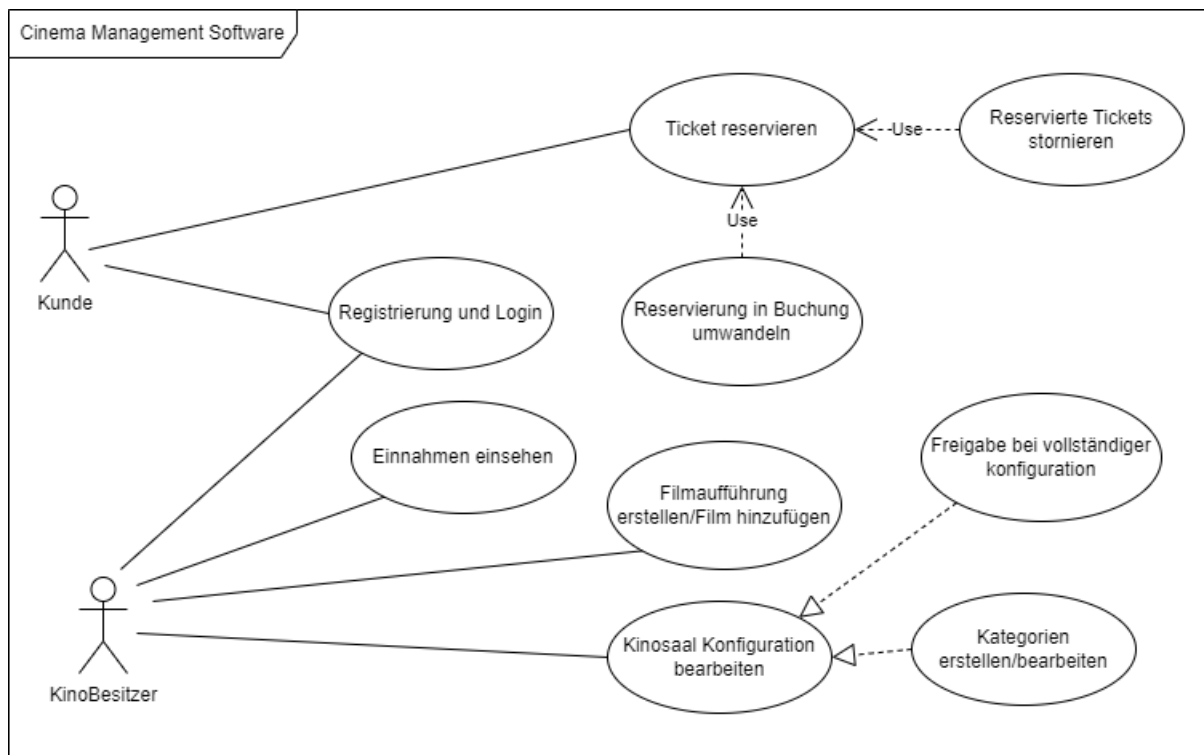 Cinema Management Software
Ticket reservieren
Use
Reservierte Tickets
stornieren
Use
Kunde
Registrierung und Login
Reservierung in Buchung
umwandeln
Einnahmen einsehen
Freigabe bei vollständiger
konfiguration
Filmaufführung
erstellen/Film hinzufügen
KinoBesitzer
Kinosaal Konfiguration
bearbeiten
Kategorien
erstellen/bearbeiten